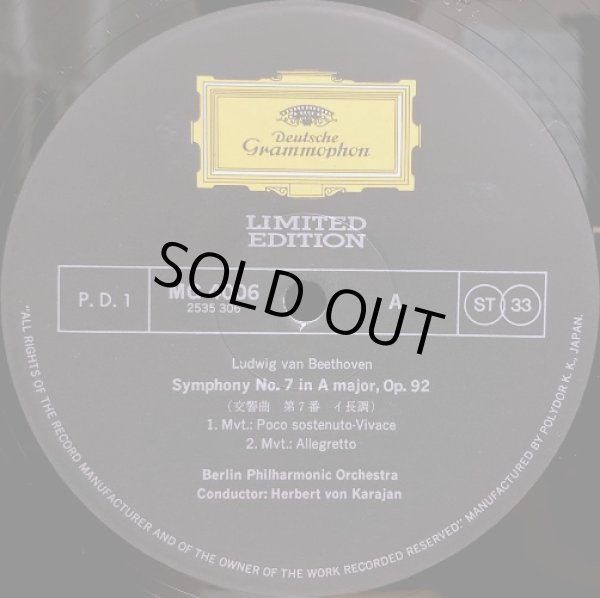 Deutsche
Grammophon
LIMITED
EDITION
P. D. 1
2535 306
A
ST 33
SOLD OUT
Ludwig van Beethoven
Symphony No. 7 in A major, Op. 92
(交響曲 第7番 イ長調)
1. Mvt.: Poco sostenuto-Vivace
2. Mvt.: Allegretto
Berlin Philharmonic Orchestra
Conductor: Herbert von Karajan
"ALL RIGHTS OF THE RECORD MANUFACTURER AND OF THE OWNER OF THE WORK RECORDED RESERVED." MANUFACTURED BY POLYDOR K. K., JAPAN.